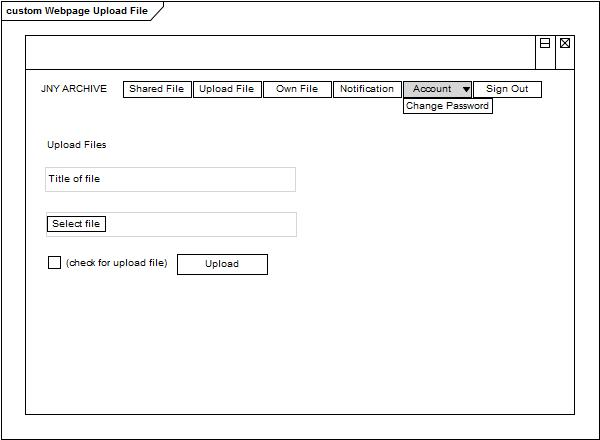 custom Webpage Upload File
JNY ARCHIVE Shared File Upload File Own File Notification Account Sign Out
Change Password
Upload Files
Title of file
Select file
(check for upload file) Upload